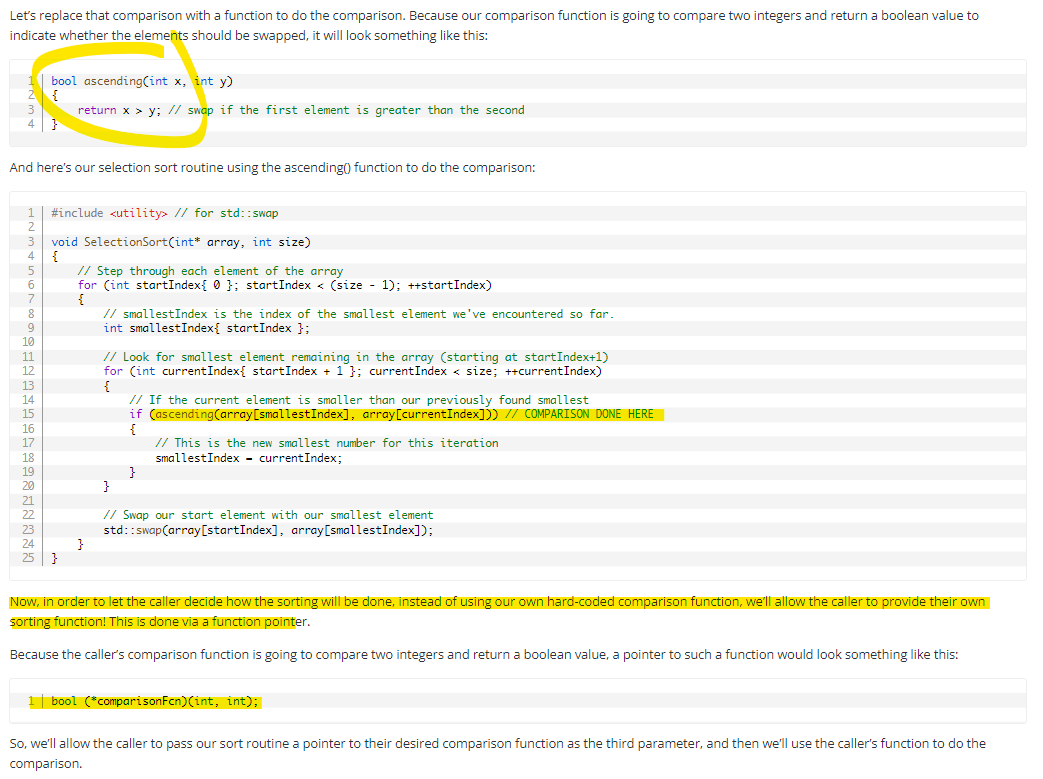 Let's replace that comparison with a function to do the comparison. Because our comparison function is going to compare two integers and return a boolean value to
indicate whether the elements should be swapped, it will look something like this:
1 bool ascending(int x, int y)
2 {
3     return x > y; // swap if the first element is greater than the second
4 }
And here's our selection sort routine using the ascending() function to do the comparison:
1 #include <utility> // for std::swap
2
3 void SelectionSort(int* array, int size)
4 {
5     // Step through each element of the array
6     for (int startIndex{ 0 }; startIndex < (size - 1); ++startIndex)
7     {
8         // smallestIndex is the index of the smallest element we've encountered so far.
9         int smallestIndex{ startIndex };
10
11         // Look for smallest element remaining in the array (starting at startIndex+1)
12         for (int currentIndex{ startIndex + 1 }; currentIndex < size; ++currentIndex)
13         {
14             // If the current element is smaller than our previously found smallest
15             if (ascending(array[smallestIndex], array[currentIndex])) // COMPARISON DONE HERE
16             {
17                 // This is the new smallest number for this iteration
18                 smallestIndex = currentIndex;
19             }
20         }
21
22         // Swap our start element with our smallest element
23         std::swap(array[startIndex], array[smallestIndex]);
24     }
25 }
Now, in order to let the caller decide how the sorting will be done, instead of using our own hard-coded comparison function, we'll allow the caller to provide their own
sorting function! This is done via a function pointer.
Because the caller's comparison function is going to compare two integers and return a boolean value, a pointer to such a function would look something like this:
1 bool (*comparisonFcn)(int, int);
So, we'll allow the caller to pass our sort routine a pointer to their desired comparison function as the third parameter, and then we'll use the caller's function to do the
comparison.